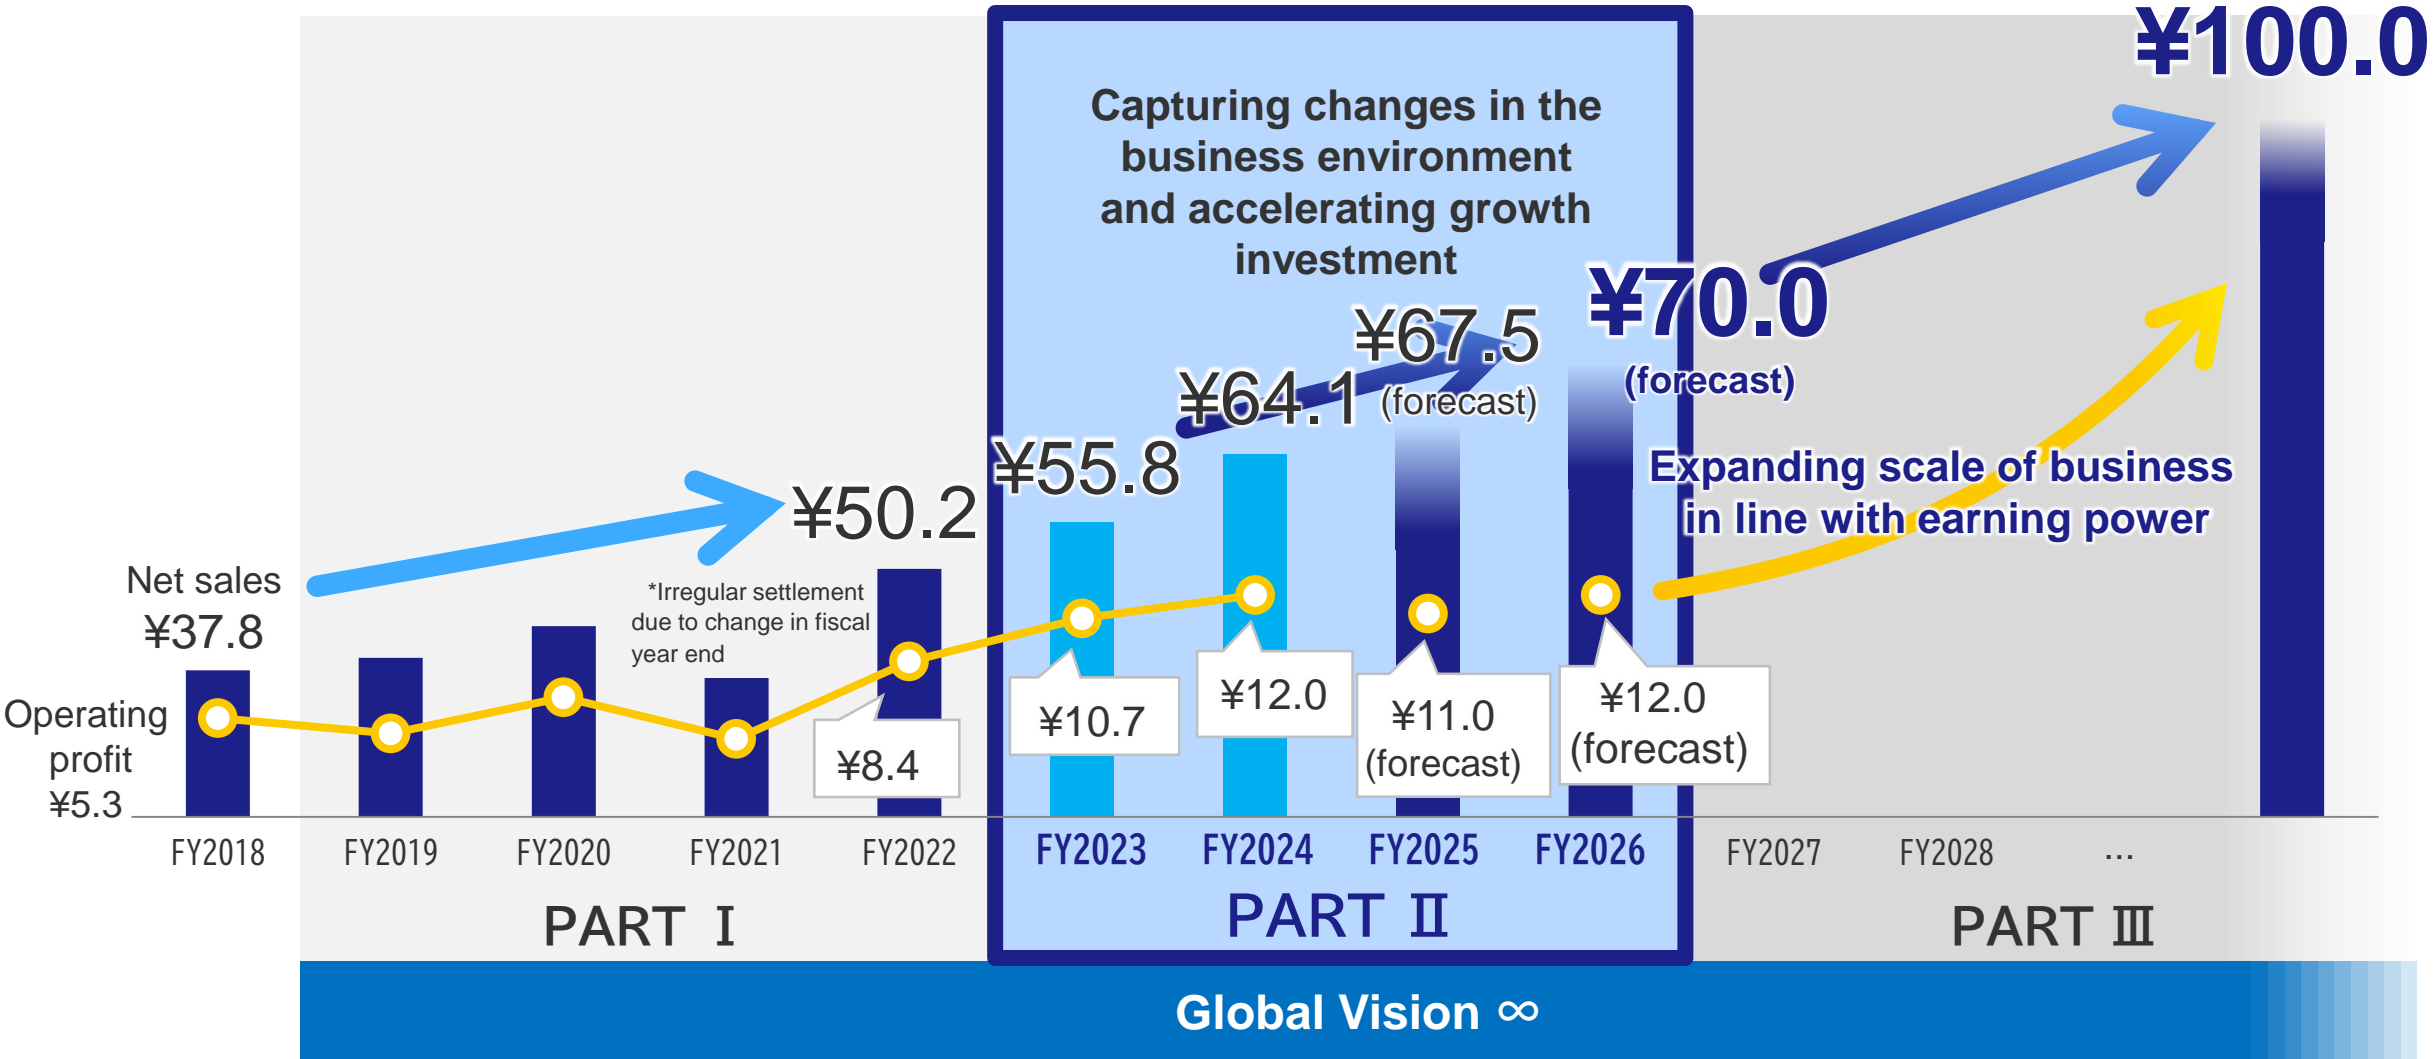 ¥100.0
Capturing changes in the
business environment
and accelerating growth
investment
¥70.0
(forecast)
¥67.5
(forecast)
¥64.1
¥55.8
¥50.2
Expanding scale of business
in line with earning power
Net sales
¥37.8
*Irregular settlement
due to change in fiscal
year end
Operating
profit
¥5.3
¥8.4
¥10.7
¥12.0
¥11.0
(forecast)
¥12.0
(forecast)
FY2018
FY2019
FY2020
FY2021
FY2022
FY2023
FY2024
FY2025
FY2026
FY2027
FY2028
...
PART Ⅰ
PART Ⅱ
PART Ⅲ
Global Vision ∞